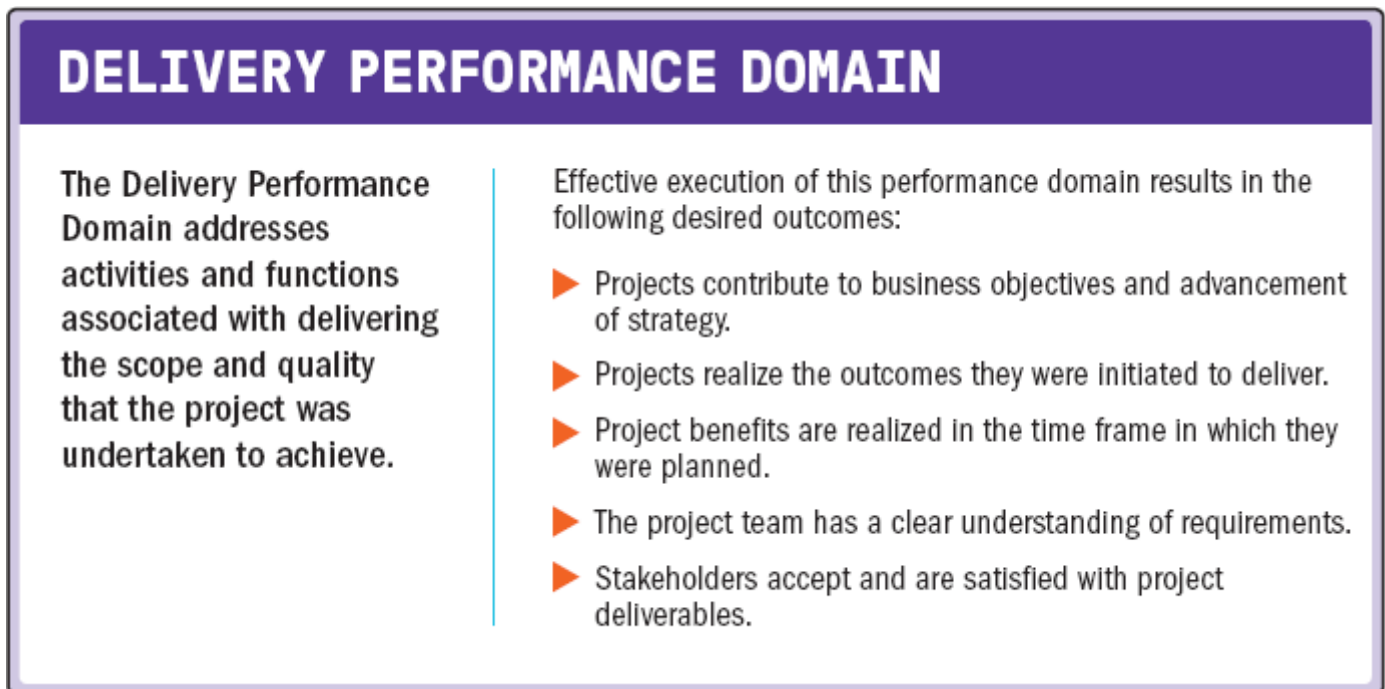 DELIVERY PERFORMANCE DOMAIN
The Delivery Performance
Domain addresses
activities and functions
associated with delivering
the scope and quality
that the project was
undertaken to achieve.
Effective execution of this performance domain results in the
following desired outcomes:
Projects contribute to business objectives and advancement
of strategy.
Projects realize the outcomes they were initiated to deliver.
Project benefits are realized in the time frame in which they
were planned.
The project team has a clear understanding of requirements.
Stakeholders accept and are satisfied with project
deliverables.